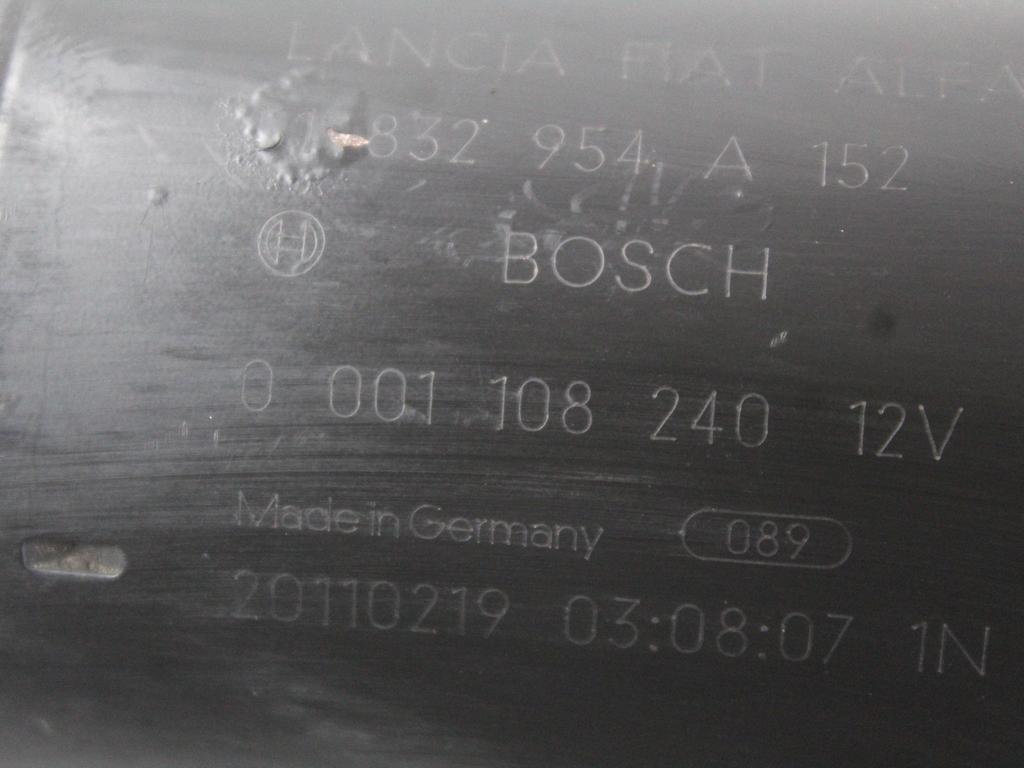 LANCIA FIAT ALFA
832 954 A 152
BOSCH
0 001 108 240 12V
Made in Germany 089
20110219 03:08:07 1N